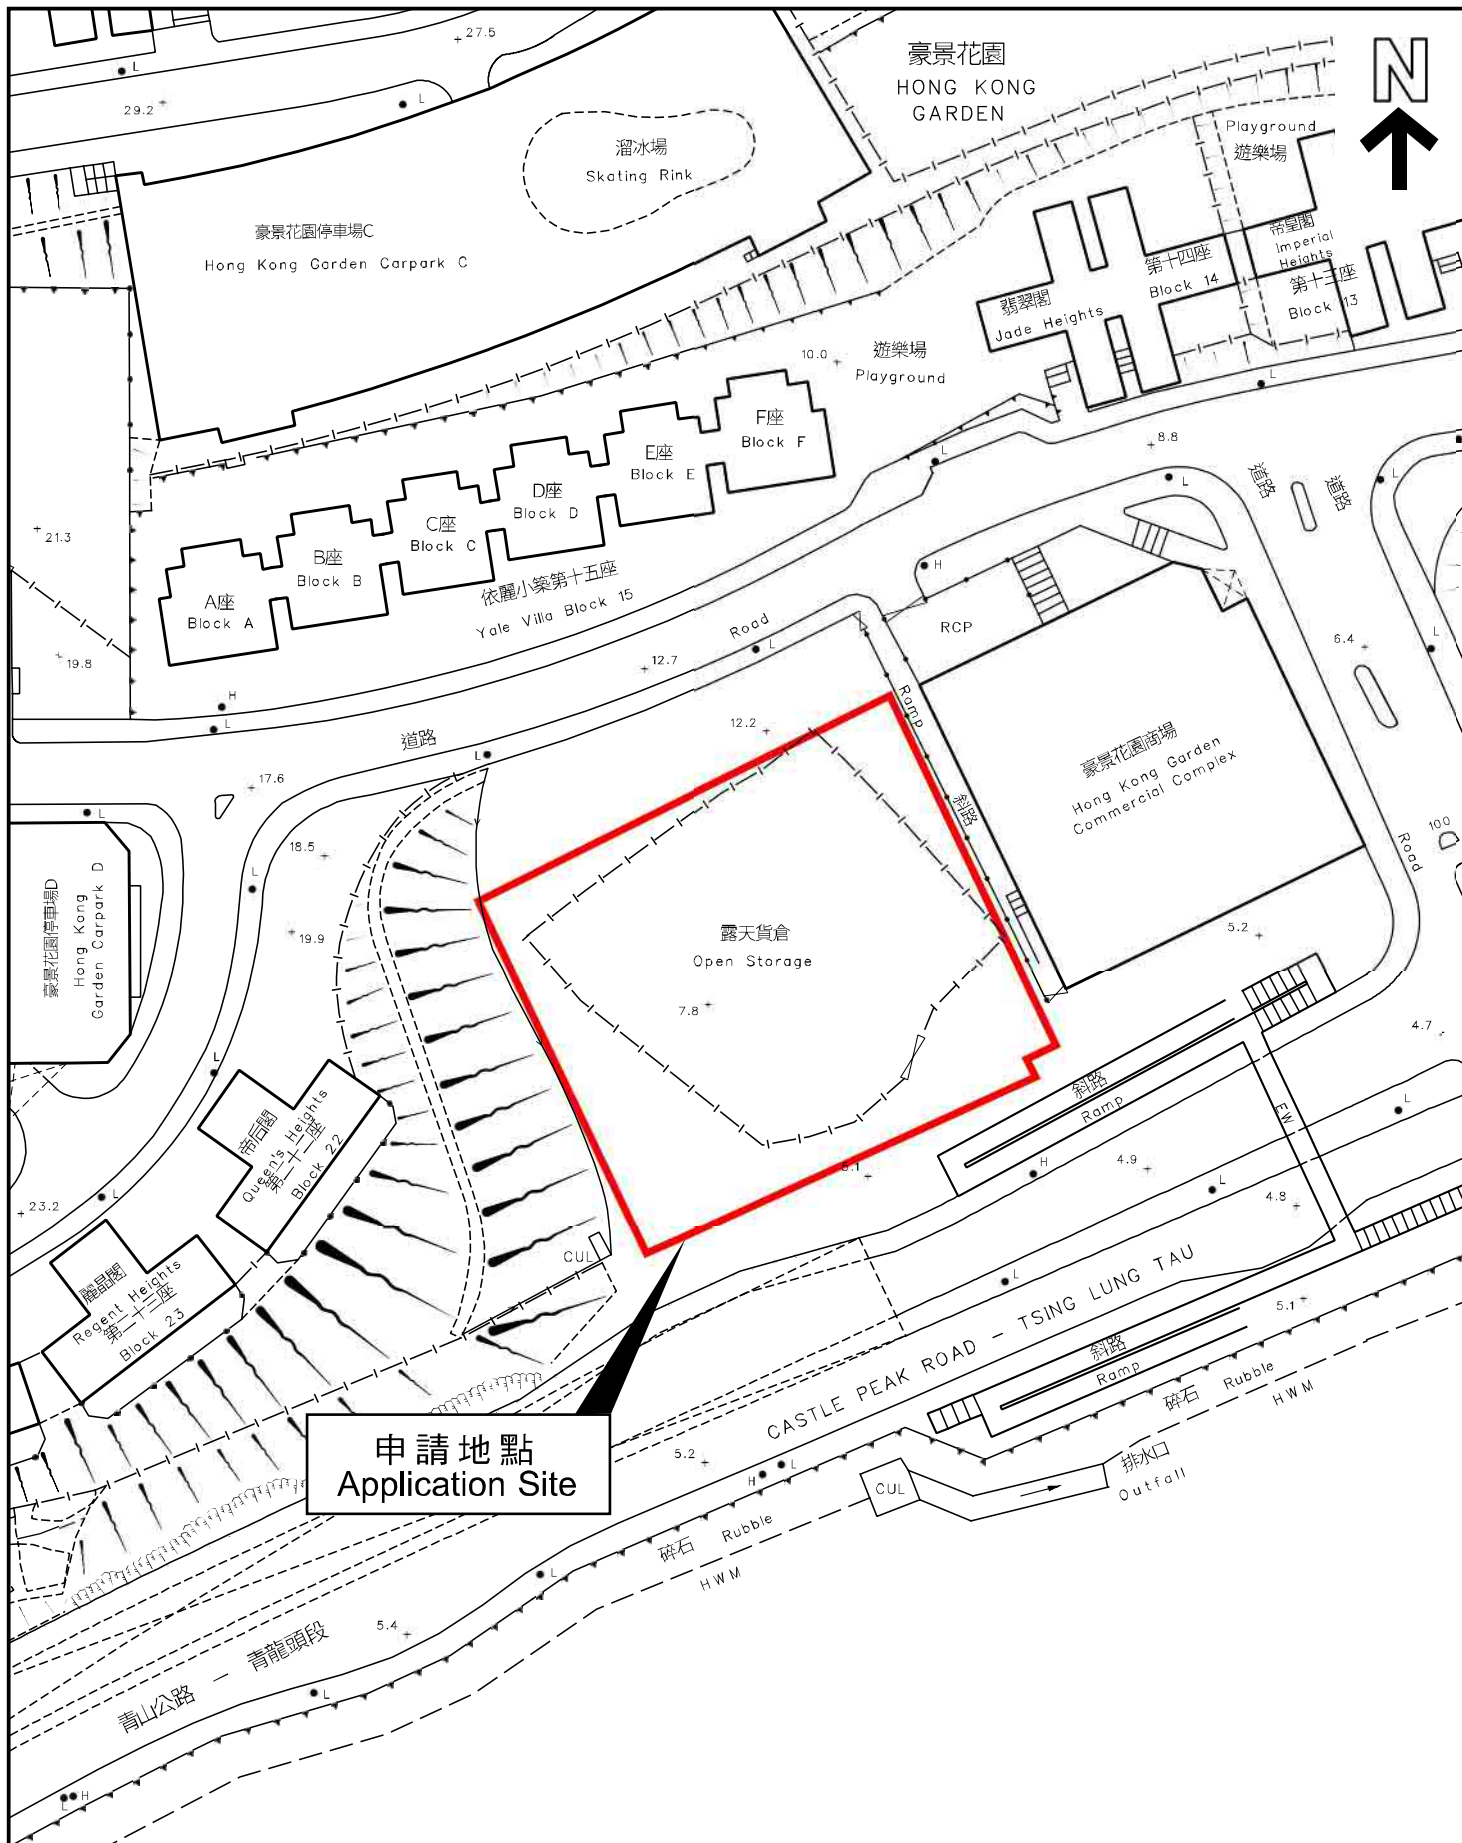 27.5
L
29.2
L
豪景花園
HONG KONG
GARDEN
N
Playground
遊樂場
溜冰場
Skating Rink
豪景花園停車場C
Hong Kong Garden Carpark C
帝皇閣
Imperial
Heights
第十四座
Block 14
第十三座
Block 13
翡翠閣
Jade Heights
10.0
遊樂場
Playground
L
F座
Block F
E座
Block E
D座
Block D
C座
Block C
B座
Block B
A座
Block A
依麗小築第十五座
Yale Villa Block 15
8.8
L
L
道路
道路
L
21.3
19.8
H
L
H
RCP
Road
L
12.7
6.4
L
道路
L
12.2
Ramp
斜路
豪景花園商場
Hong Kong Garden
Commercial Complex
17.6
L
18.5
L
19.9
豪景花園停車場D
Hong Kong
Garden Carpark D
露天貨倉
Open Storage
7.8
5.2
Road
100
4.7
L
帝后閣
Queen's Heights
第二十二座
Block 22
斜路
Ramp
EW
L
H
4.9
L
4.8
23.2
L
CUL
麗晶閣
Regent Heights
第二十三座
Block 23
L
CASTLE PEAK ROAD - TSING LUNG TAU
5.1
斜路
Ramp
碎石 Rubble
HWM
申請地點
Application Site
5.2
L
H
CUL
排水口
Outfall
碎石 Rubble
HWM
L
5.4
青山公路 - 青龍頭段
L
H
L